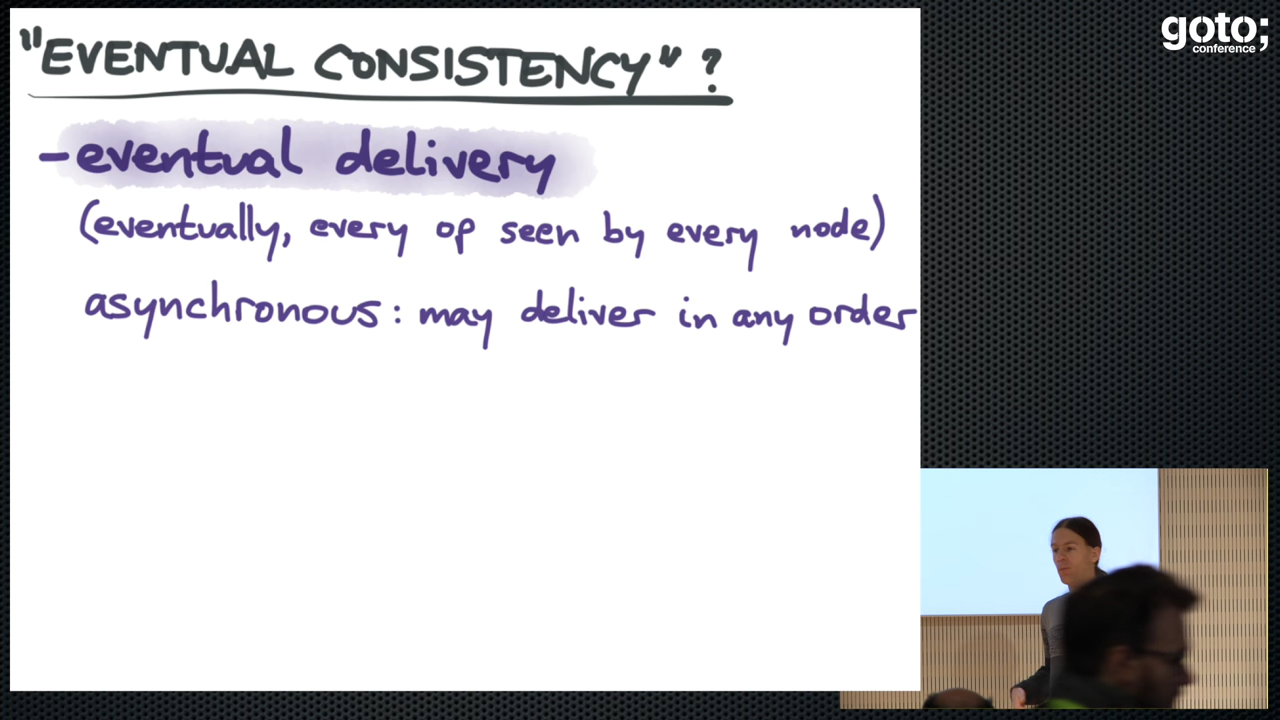 "EVENTUAL CONSISTENCY" ?
- eventual delivery
(eventually, every op seen by every node)
asynchronous: may deliver in any order
goto;
conference